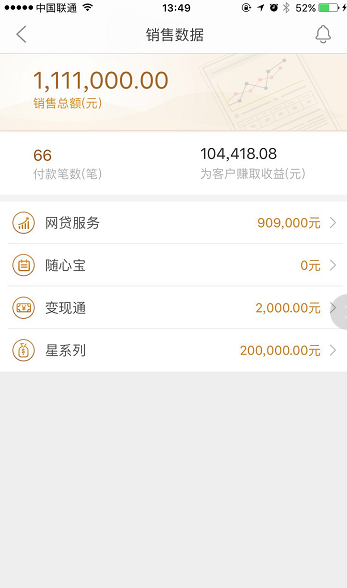 中国联通 13:49 52%
销售数据
1,111,000.00
销售总额(元)
66 104,418.08
付款笔数(笔) 为客户赚取收益(元)
网贷服务 909,000元
随心宝 0元
变现通 2,000.00元
星系列 200,000.00元